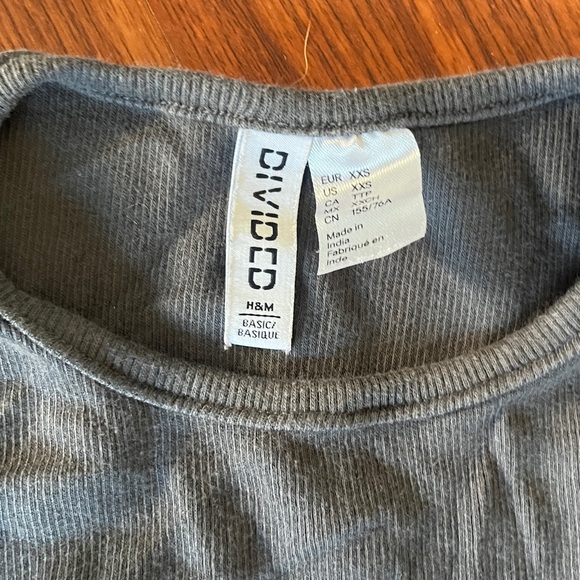 DIVIDED
H&M
BASIC/
BASIQUE
EUR XXS
US XXS
CA TTP
MX XXCH
CN 155/76A
Made in
India
Fabriqué en
Inde